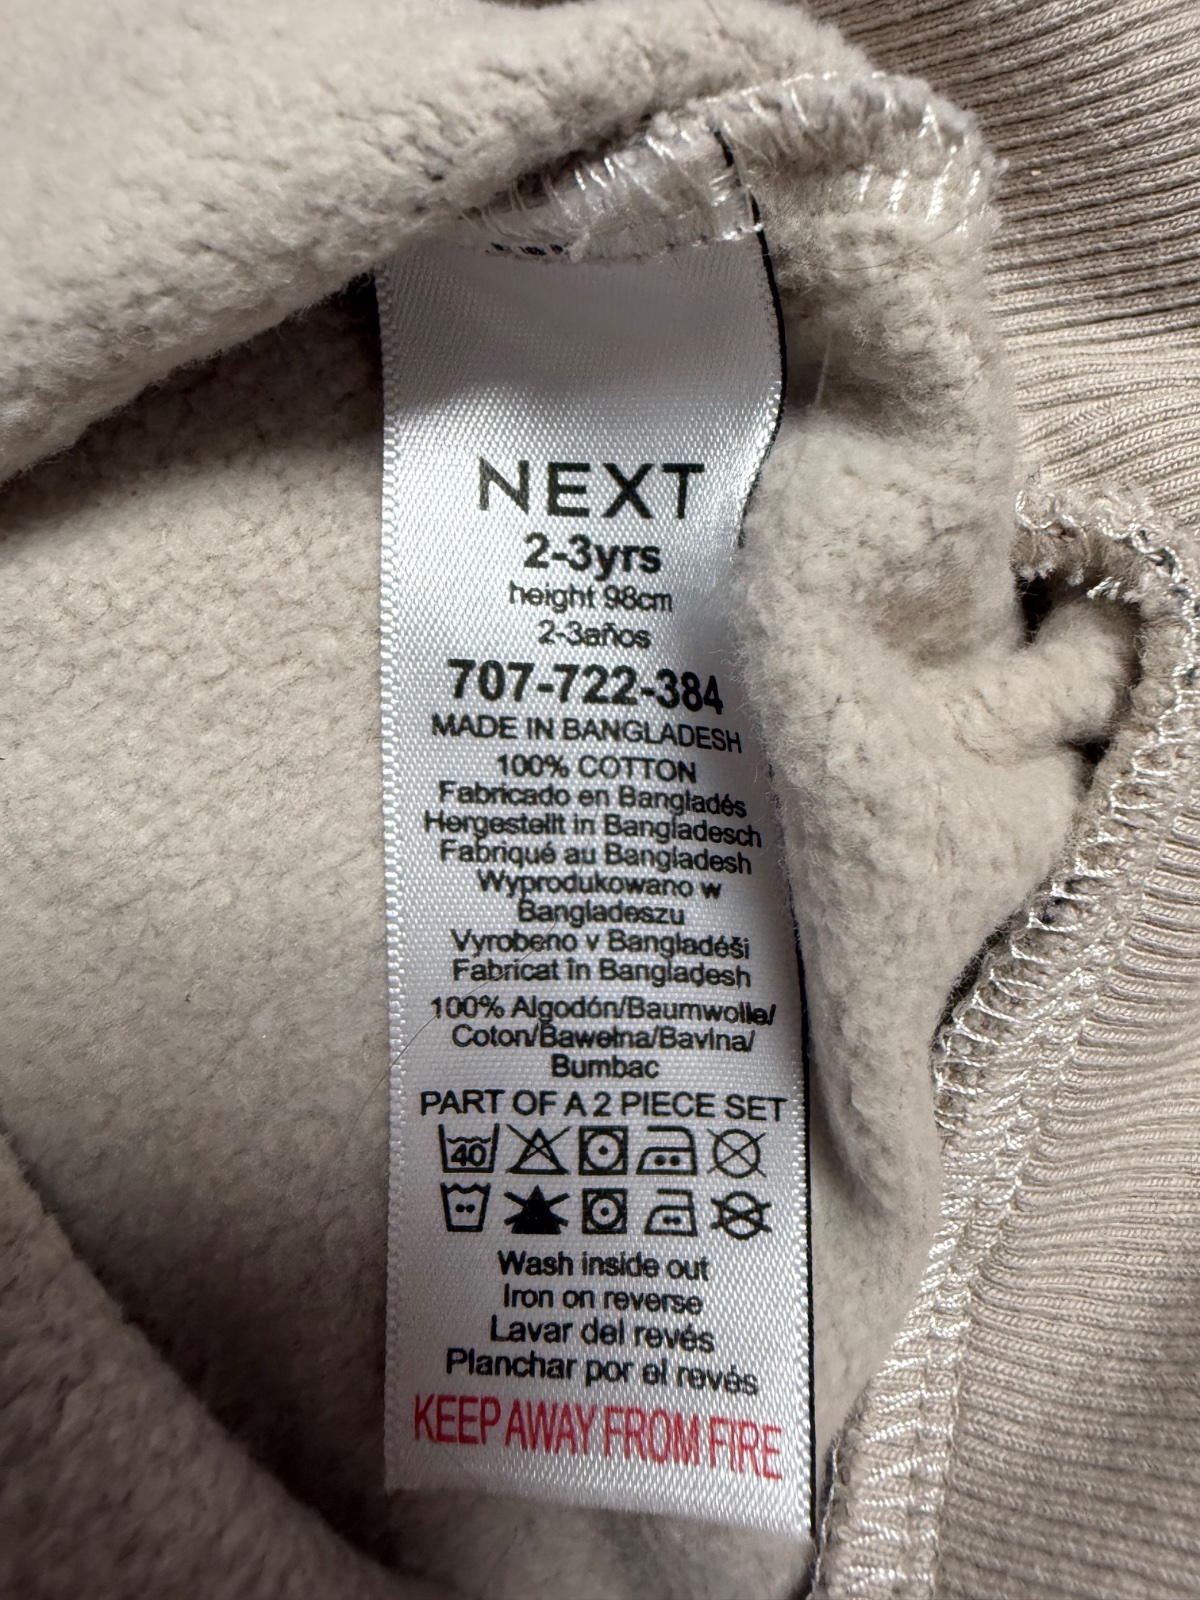 NEXT
2-3yrs
height 98cm
2-3años
707-722-384
MADE IN BANGLADESH
100% COTTON
Fabricado en Bangladés
Hergestellt in Bangladesch
Fabriqué au Bangladesh
Wyprodukowano w
Bangladeszu
Vyrobeno v Bangladéši
Fabricat în Bangladesh
100% Algodón/Baumwolle/
Coton/Bawełna/Bavlna/
Bumbac
PART OF A 2 PIECE SET
40
Wash inside out
Iron on reverse
Lavar del revés
Planchar por el revés
KEEP AWAY FROM FIRE